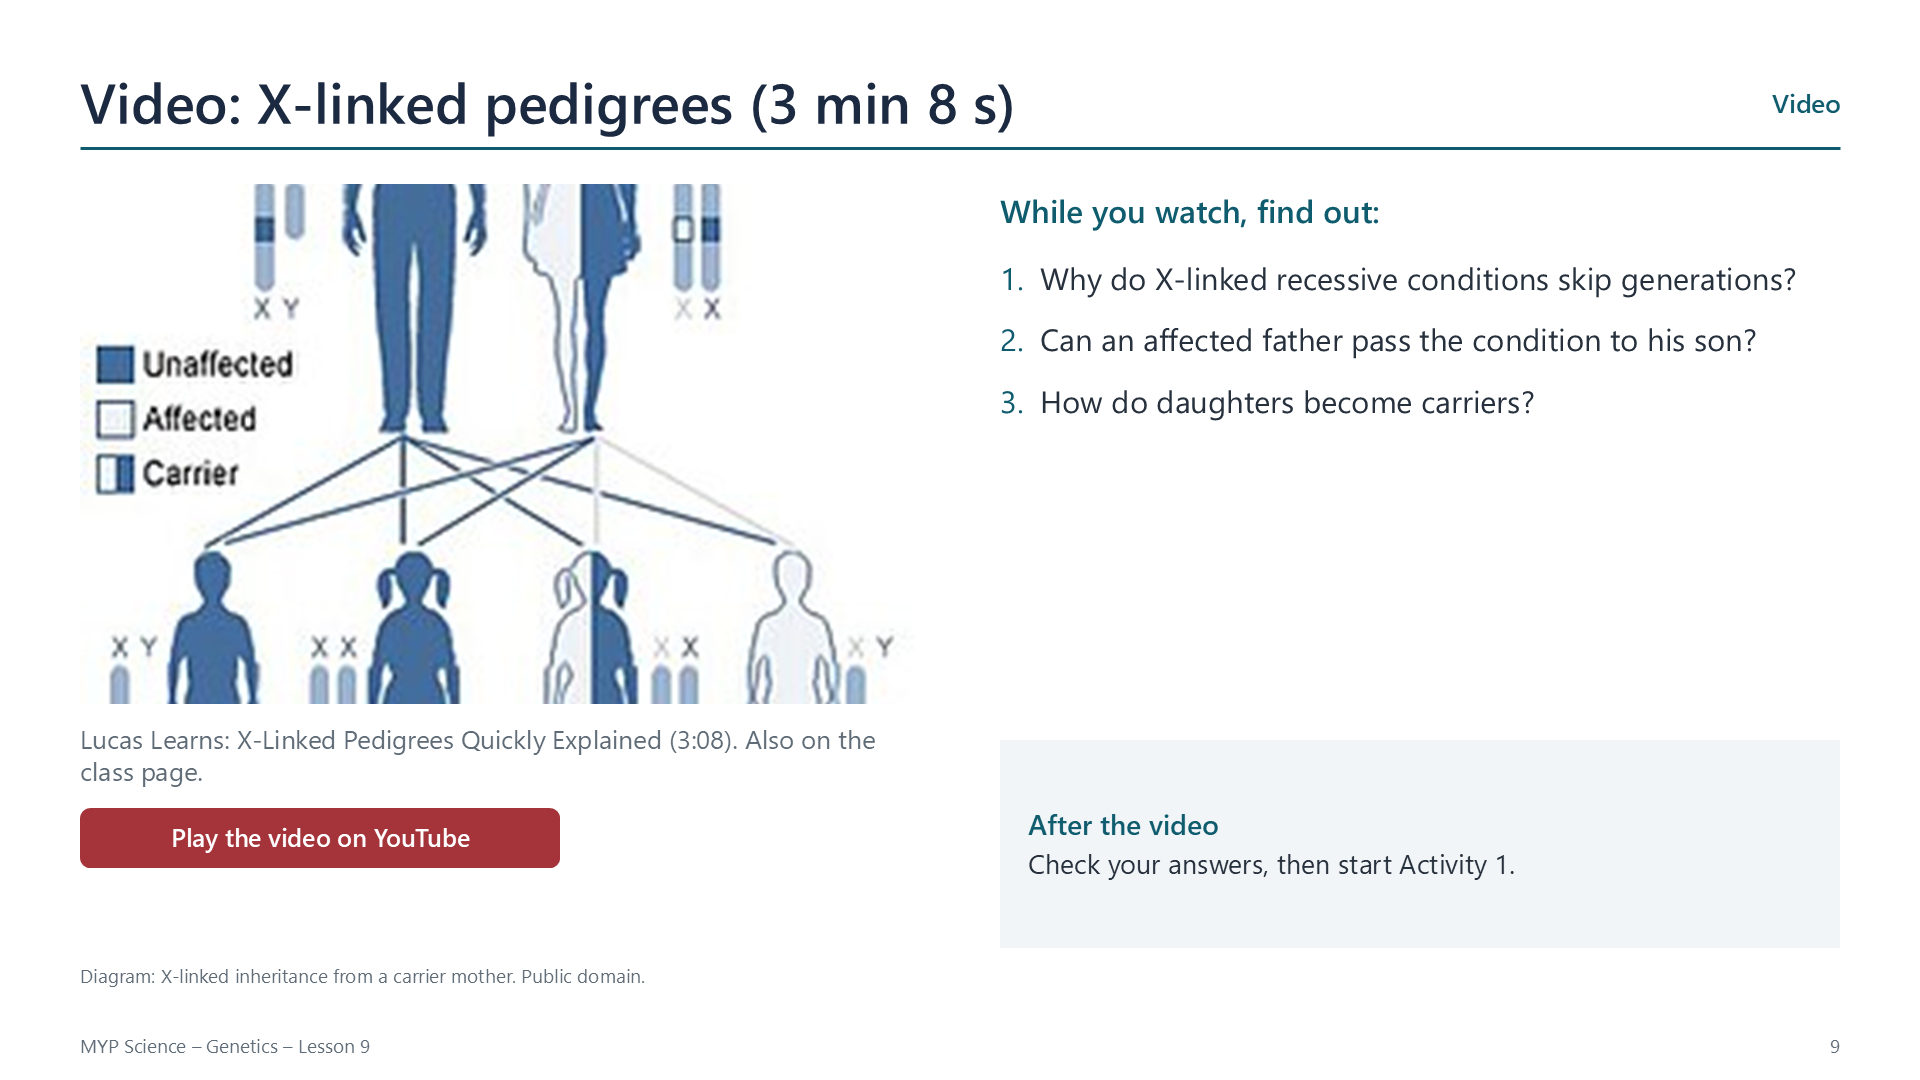 Video: X-linked pedigrees (3 min 8 s)
Video
X Y
X X
Unaffected
Affected
Carrier
X Y
X X
X X
X Y
Lucas Learns: X-Linked Pedigrees Quickly Explained (3:08). Also on the
class page.
Play the video on YouTube
While you watch, find out:
1. Why do X-linked recessive conditions skip generations?
2. Can an affected father pass the condition to his son?
3. How do daughters become carriers?
After the video
Check your answers, then start Activity 1.
Diagram: X-linked inheritance from a carrier mother. Public domain.
MYP Science – Genetics – Lesson 9
9